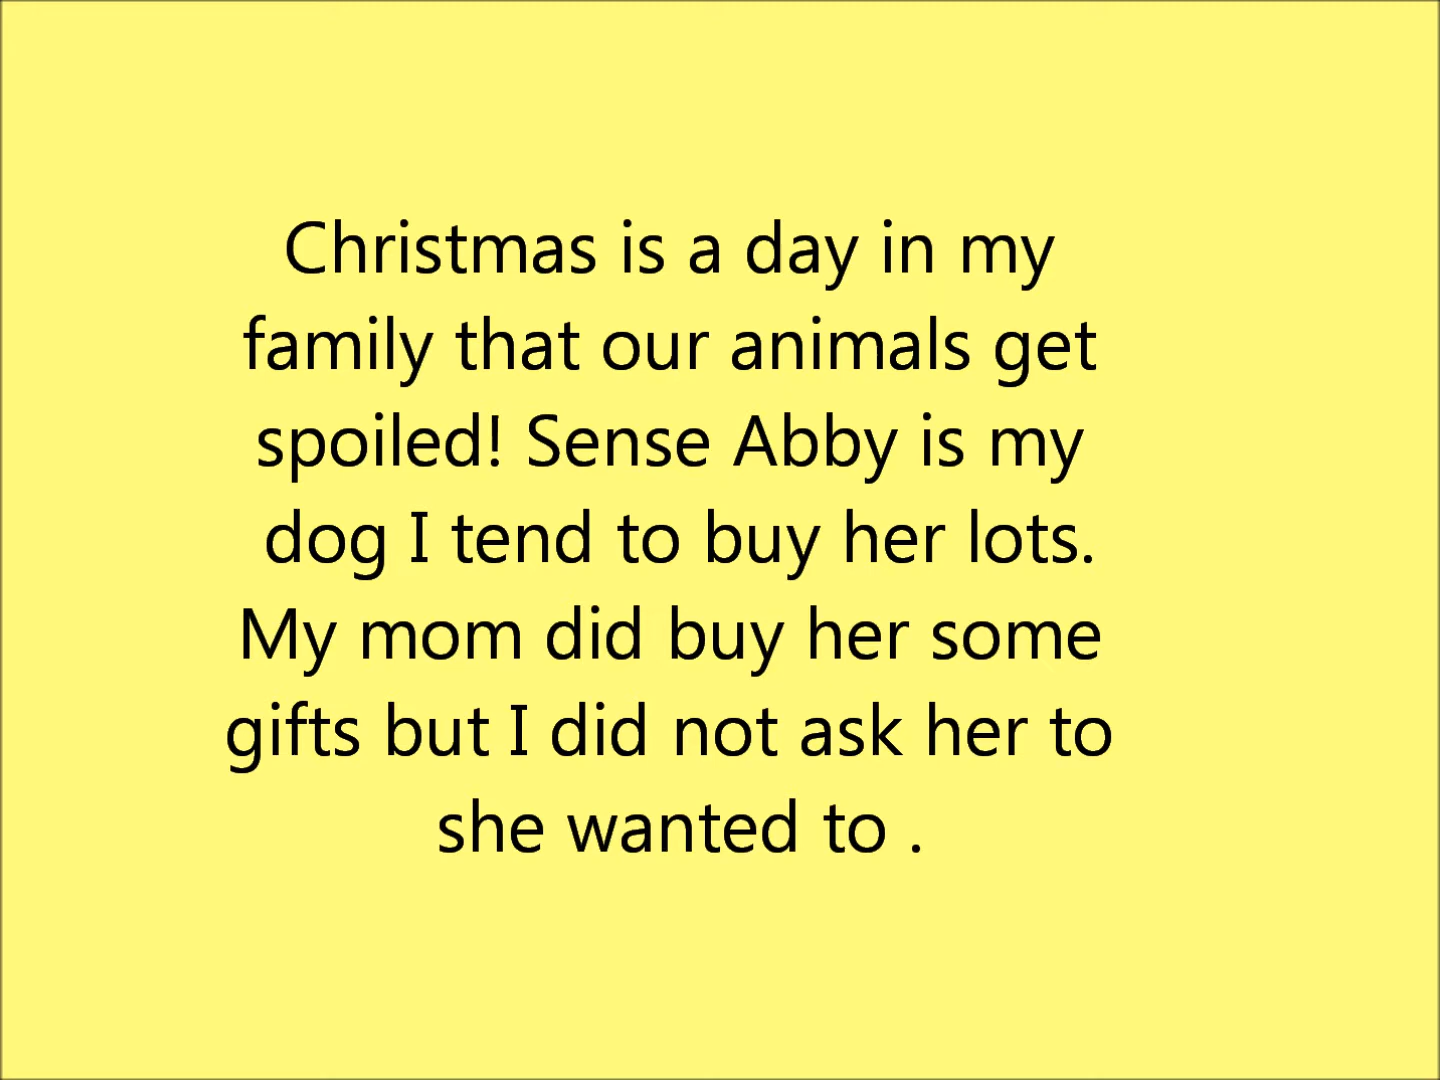 Christmas is a day in my
family that our animals get
spoiled! Sense Abby is my
dog I tend to buy her lots.
My mom did buy her some
gifts but I did not ask her to
she wanted to .